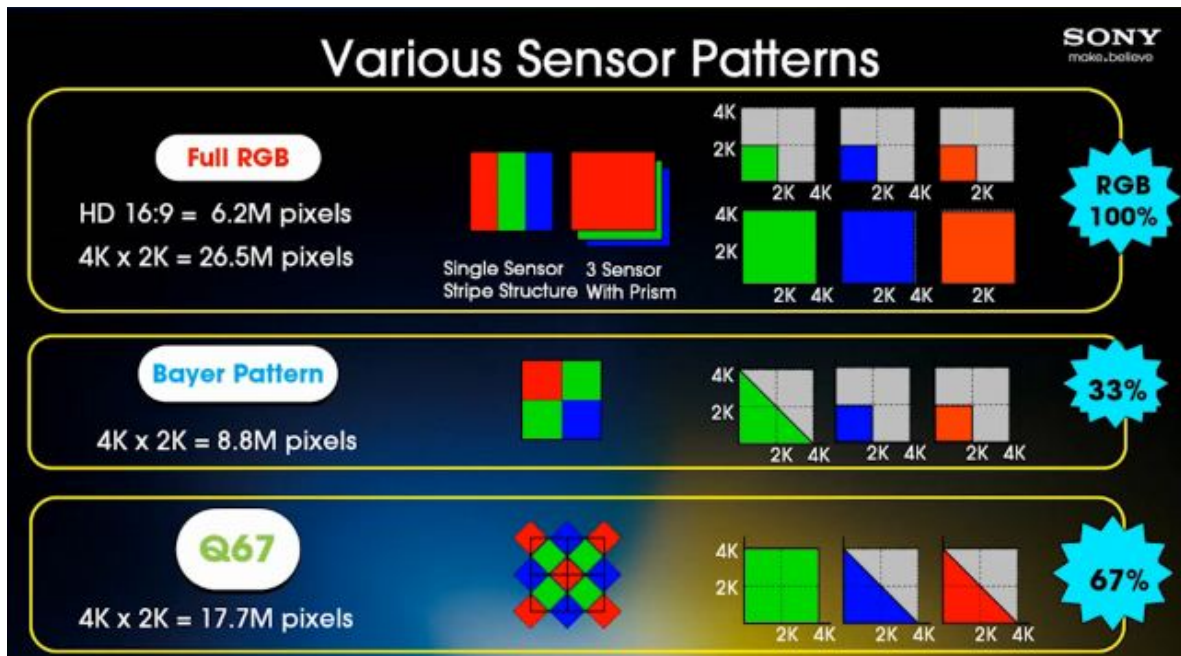 Various Sensor Patterns
SONY
make.believe
Full RGB
HD 16:9 = 6.2M pixels
4K x 2K = 26.5M pixels
Single Sensor
Stripe Structure
3 Sensor
With Prism
4K
2K
2K 4K
2K 4K
2K
4K
2K
2K 4K
2K 4K
2K
RGB
100%
Bayer Pattern
4K x 2K = 8.8M pixels
4K
2K
2K 4K
2K 4K
2K 4K
33%
Q67
4K x 2K = 17.7M pixels
4K
2K
2K 4K
2K 4K
2K 4K
67%